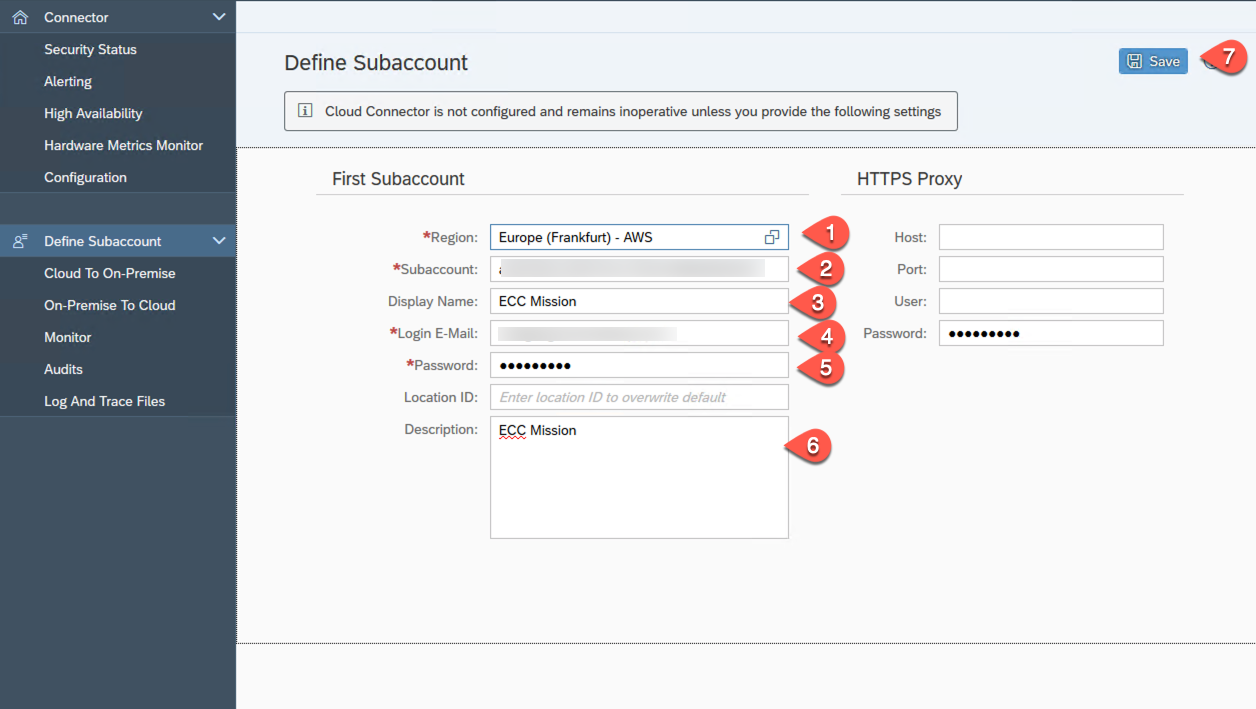 Connector
Security Status
Alerting
High Availability
Hardware Metrics Monitor
Configuration
Define Subaccount
Cloud To On-Premise
On-Premise To Cloud
Monitor
Audits
Log And Trace Files
Define Subaccount
Save
7
Cloud Connector is not configured and remains inoperative unless you provide the following settings
First Subaccount
*Region: Europe (Frankfurt) - AWS
1
*Subaccount:
2
Display Name: ECC Mission
3
*Login E-Mail:
4
*Password: ●●●●●●●●●
5
Location ID: Enter location ID to overwrite default
Description: ECC Mission
6
HTTPS Proxy
Host:
Port:
User:
Password: ●●●●●●●●●